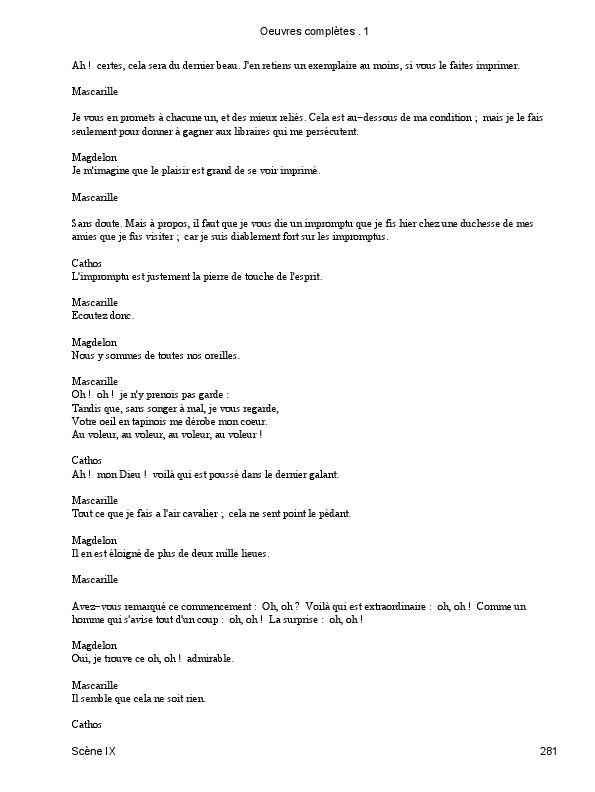 Oeuvres complètes . 1
Ah !  certes, cela sera du dernier beau. J'en retiens un exemplaire au moins, si vous le faites imprimer.
Mascarille
Je vous en promets à chacune un, et des mieux reliés. Cela est au−dessous de ma condition ;  mais je le fais
seulement pour donner à gagner aux libraires qui me persécutent.
Magdelon
Je m'imagine que le plaisir est grand de se voir imprimé.
Mascarille
Sans doute. Mais à propos, il faut que je vous die un impromptu que je fis hier chez une duchesse de mes
amies que je fus visiter ;  car je suis diablement fort sur les impromptus.
Cathos
L'impromptu est justement la pierre de touche de l'esprit.
Mascarille
Ecoutez donc.
Magdelon
Nous y sommes de toutes nos oreilles.
Mascarille
Oh !  oh !  je n'y prenois pas garde :
Tandis que, sans songer à mal, je vous regarde,
Votre oeil en tapinois me dérobe mon coeur.
Au voleur, au voleur, au voleur, au voleur !
Cathos
Ah !  mon Dieu !  voilà qui est poussé dans le dernier galant.
Mascarille
Tout ce que je fais a l'air cavalier ;  cela ne sent point le pédant.
Magdelon
Il en est éloigné de plus de deux mille lieues.
Mascarille
Avez−vous remarqué ce commencement :  Oh, oh ?  Voilà qui est extraordinaire :  oh, oh !  Comme un
homme qui s'avise tout d'un coup :  oh, oh !  La surprise :  oh, oh !
Magdelon
Oui, je trouve ce oh, oh !  admirable.
Mascarille
Il semble que cela ne soit rien.
Cathos
Scène IX 281